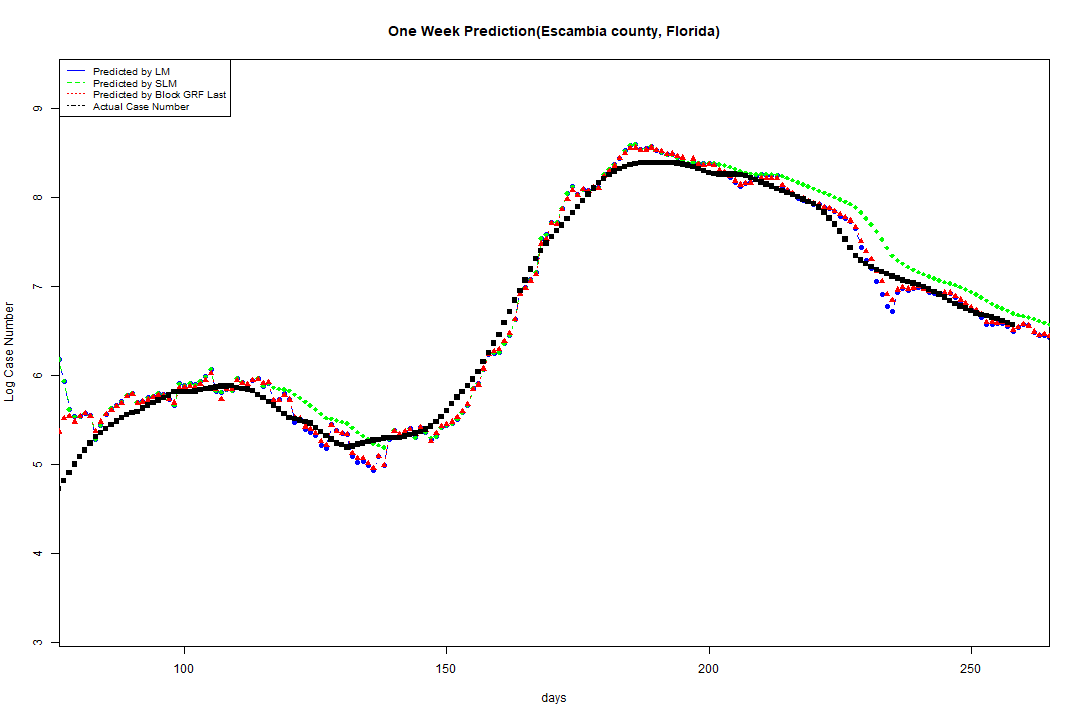 One Week Prediction(Escambia county, Florida)
Predicted by LM
Predicted by SLM
Predicted by Block GRF Last
Actual Case Number
9
8
7
6
5
4
3
Log Case Number
100
150
200
250
days